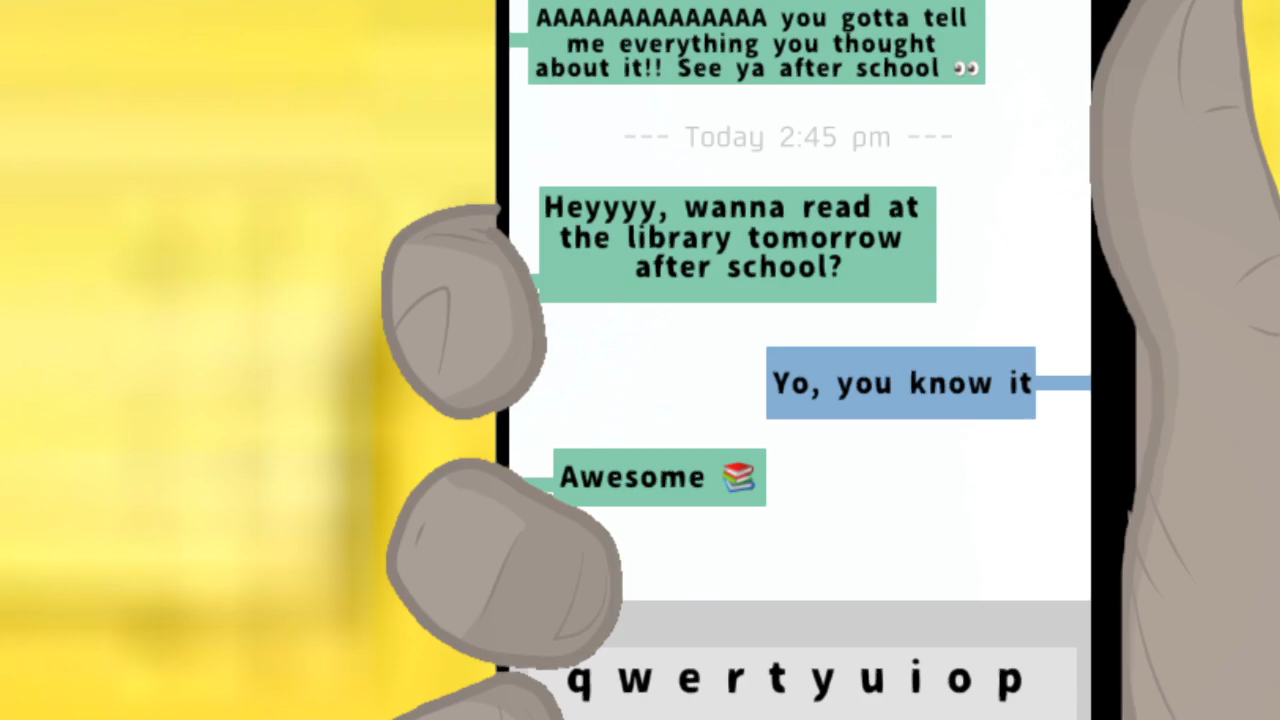 AAAAAAAAAAAAAA you gotta tell
me everything you thought
about it!! See ya after school 👀
--- Today 2:45 pm ---
Heyyyy, wanna read at
the library tomorrow
after school?
Yo, you know it
Awesome 📚
q w e r t y u i o p